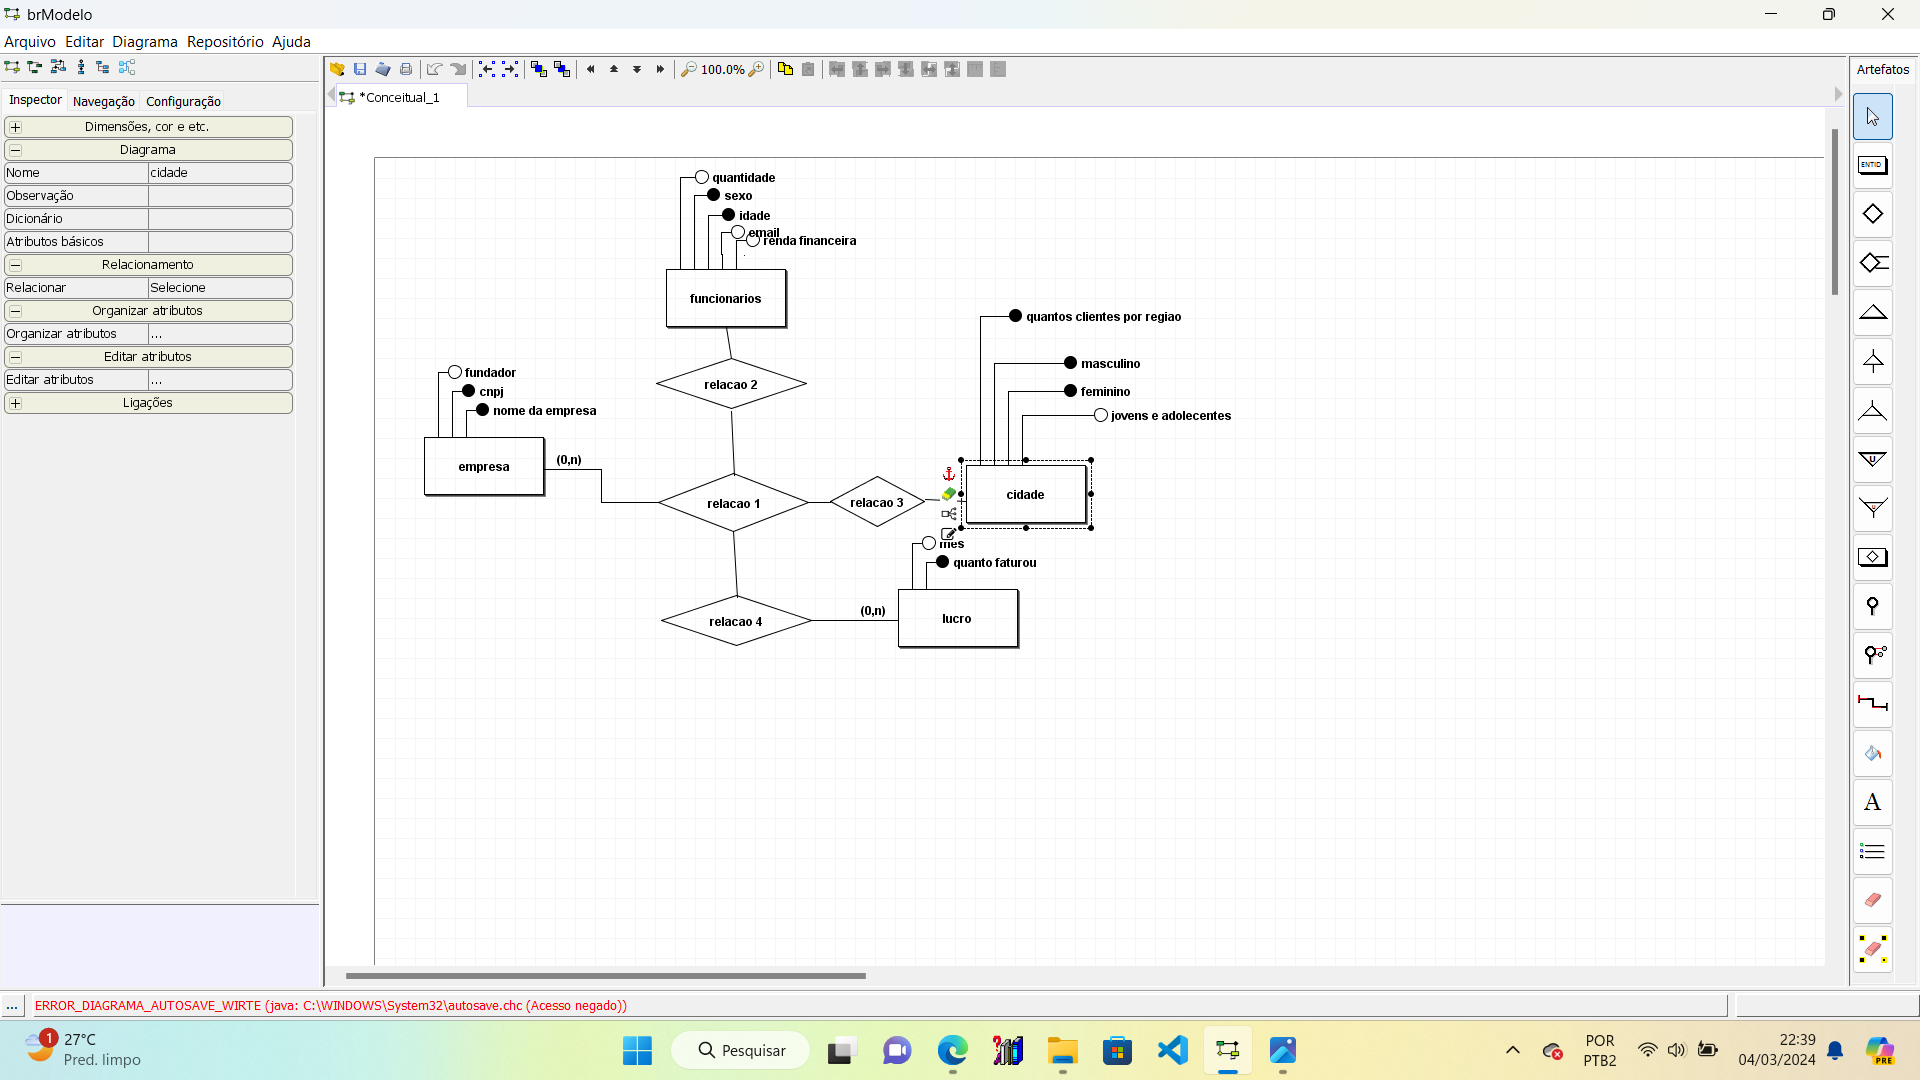 brModelo
Arquivo Editar Diagrama Repositório Ajuda
100.0%
Artefatos
Inspector Navegação Configuração
*Conceitual_1
Dimensões, cor e etc.
Diagrama
Nome cidade
Observação
Dicionário
Atributos básicos
Relacionamento
Relacionar Selecione
Organizar atributos
Organizar atributos ...
Editar atributos
Editar atributos ...
Ligações
quantidade
sexo
idade
email
renda financeira
funcionarios
quantos clientes por regiao
masculino
feminino
jovens e adolecentes
relacao 2
fundador
cnpj
nome da empresa
empresa
(0,n)
relacao 1
relacao 3
cidade
mes
quanto faturou
relacao 4
(0,n)
lucro
ENTID
U
A
... ERROR_DIAGRAMA_AUTOSAVE_WIRTE (java: C:\WINDOWS\System32\autosave.chc (Acesso negado))
1
27°C
Pred. limpo
Pesquisar
POR
PTB2
22:39
04/03/2024
PRE